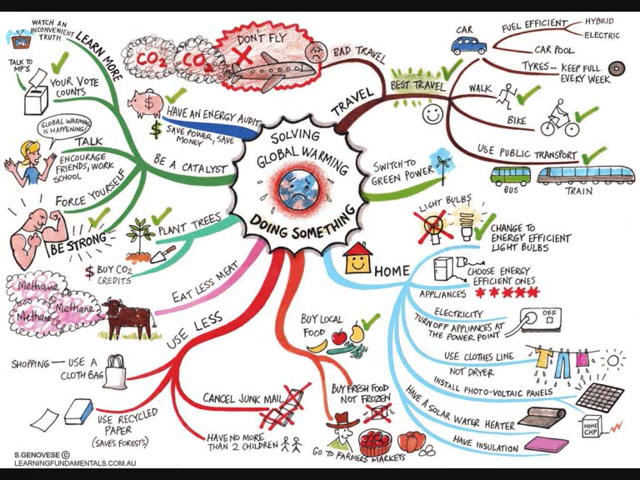 SOLVING
GLOBAL WARMING
DOING SOMETHING
WATCH AN
INCONVENIENT
TRUTH
LEARN MORE
TALK TO
MP'S
YOUR VOTE
COUNTS
GLOBAL WARMING
IS HAPPENING!
TALK
ENCOURAGE
FRIENDS, WORK
SCHOOL
FORCE YOURSELF
BE STRONG
BE A CATALYST
HAVE AN ENERGY AUDIT
$ SAVE POWER, SAVE
MONEY
CO2
CO2
DON'T FLY
BAD TRAVEL
TRAVEL
BEST TRAVEL
CAR
FUEL EFFICIENT
HYBRID
ELECTRIC
CAR POOL
TYRES – KEEP FULL
EVERY WEEK
WALK
BIKE
USE PUBLIC TRANSPORT
BUS
TRAIN
SWITCH TO
GREEN POWER
PLANT TREES
$ BUY CO2
CREDITS
EAT LESS MEAT
Methane
Methane
Methane
USE LESS
SHOPPING – USE A
CLOTH BAG
USE RECYCLED
PAPER
(SAVES FORESTS)
CANCEL JUNK MAIL
HAVE NO MORE
THAN 2 CHILDREN
BUY LOCAL
FOOD
BUY FRESH FOOD
NOT FROZEN
GO TO FARMERS MARKETS
HOME
LIGHT BULBS
CHANGE TO
ENERGY EFFICIENT
LIGHT BULBS
CHOOSE ENERGY
EFFICIENT ONES
APPLIANCES
ELECTRICITY
TURN OFF APPLIANCES AT
THE POWER POINT
OFF
USE CLOTHES LINE
NOT DRYER
INSTALL PHOTO-VOLTAIC PANELS
HAVE A SOLAR WATER HEATER
HOME
CHP
HAVE INSULATION
S.GENOVESE ©
LEARNINGFUNDAMENTALS.COM.AU